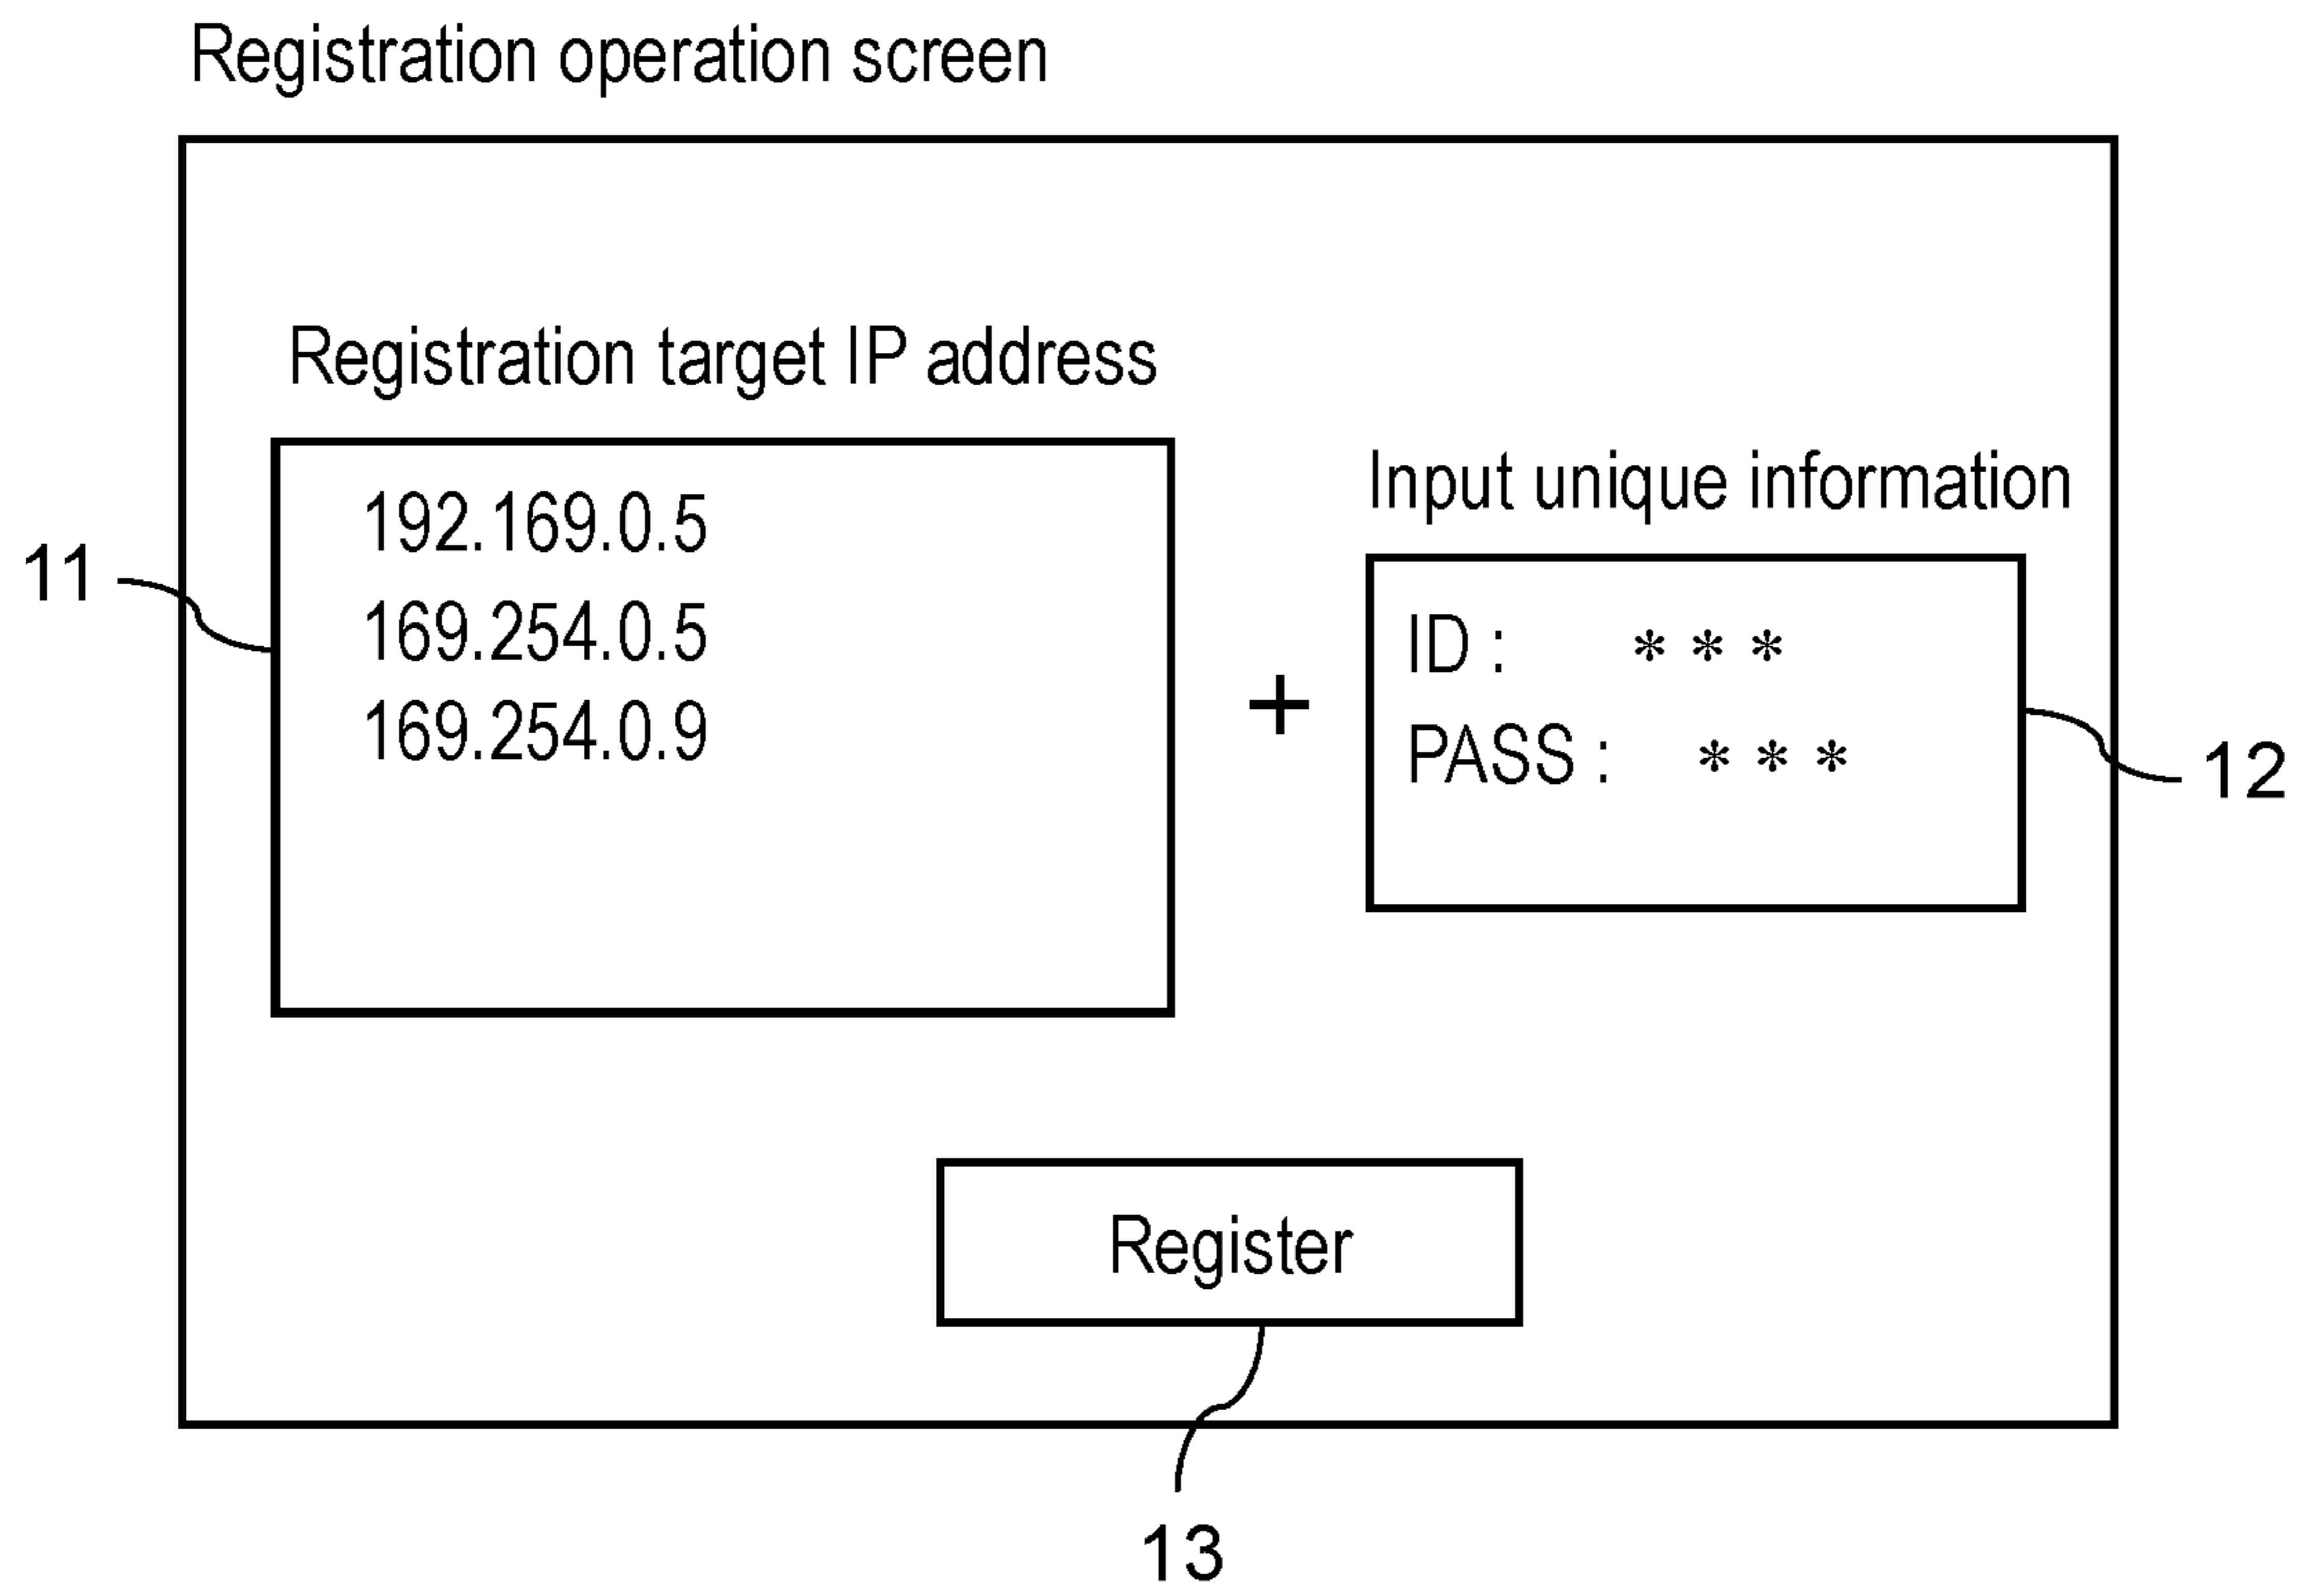 Registration operation screen
Registration target IP address
192.169.0.5
169.254.0.5
169.254.0.9
11
+
Input unique information
ID : * * *
PASS : * * *
12
Register
13